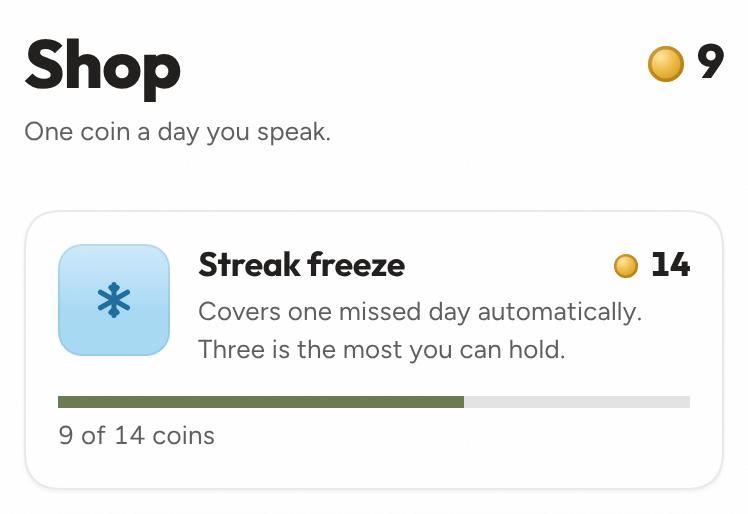 Shop
9
One coin a day you speak.
Streak freeze
14
Covers one missed day automatically.
Three is the most you can hold.
9 of 14 coins